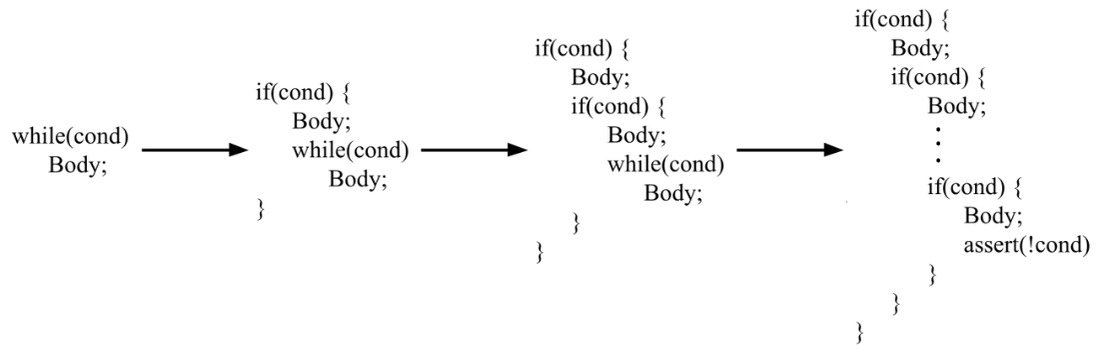 while(cond)
Body;
if(cond) {
Body;
while(cond)
Body;
}
if(cond) {
Body;
if(cond) {
Body;
while(cond)
Body;
}
}
if(cond) {
Body;
if(cond) {
Body;
if(cond) {
Body;
assert(!cond)
}
}
}